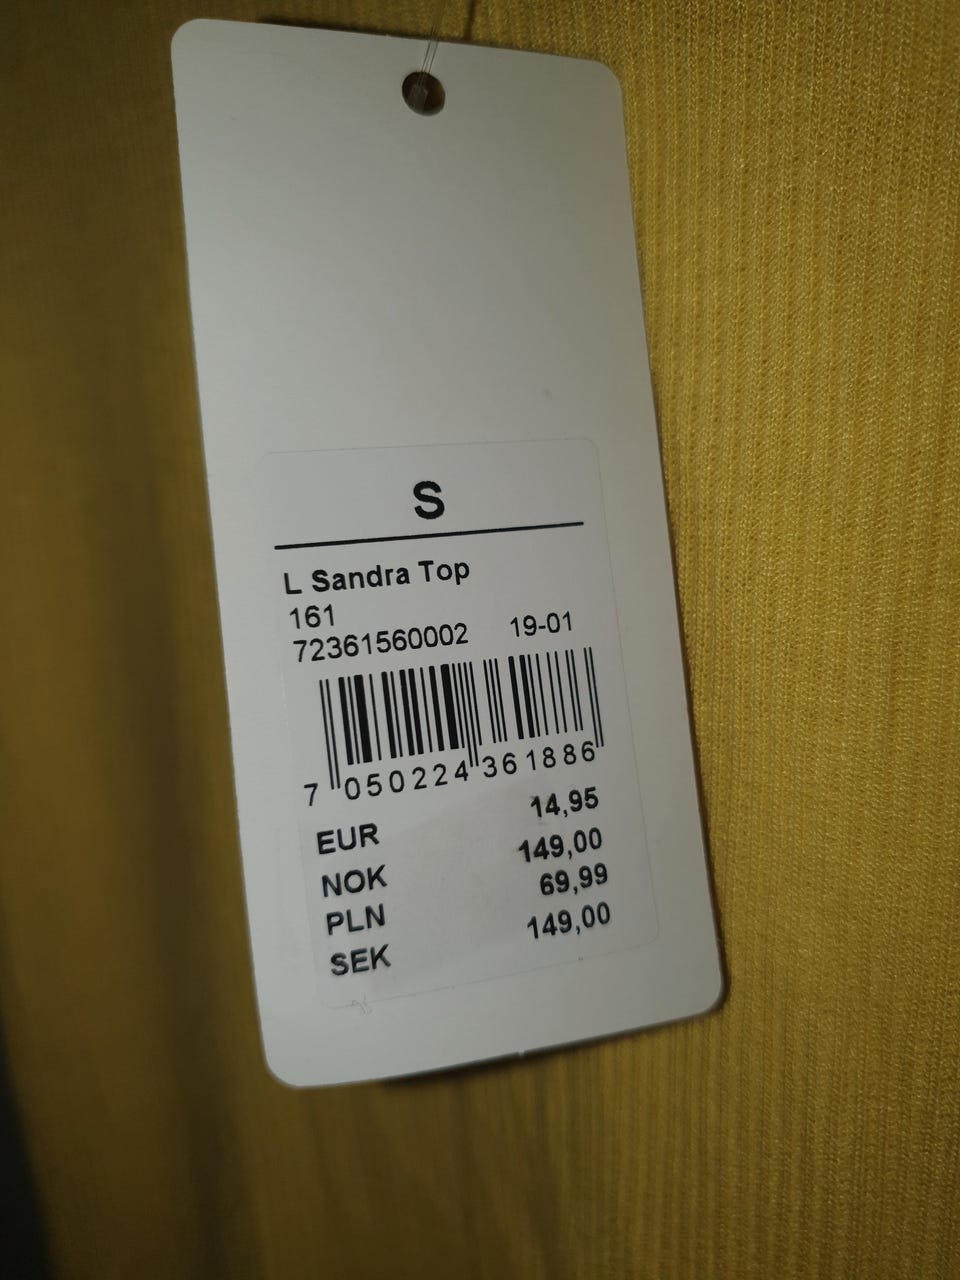 S
L Sandra Top
161
72361560002 19-01
7 050224 361886
EUR 14,95
NOK 149,00
PLN 69,99
SEK 149,00